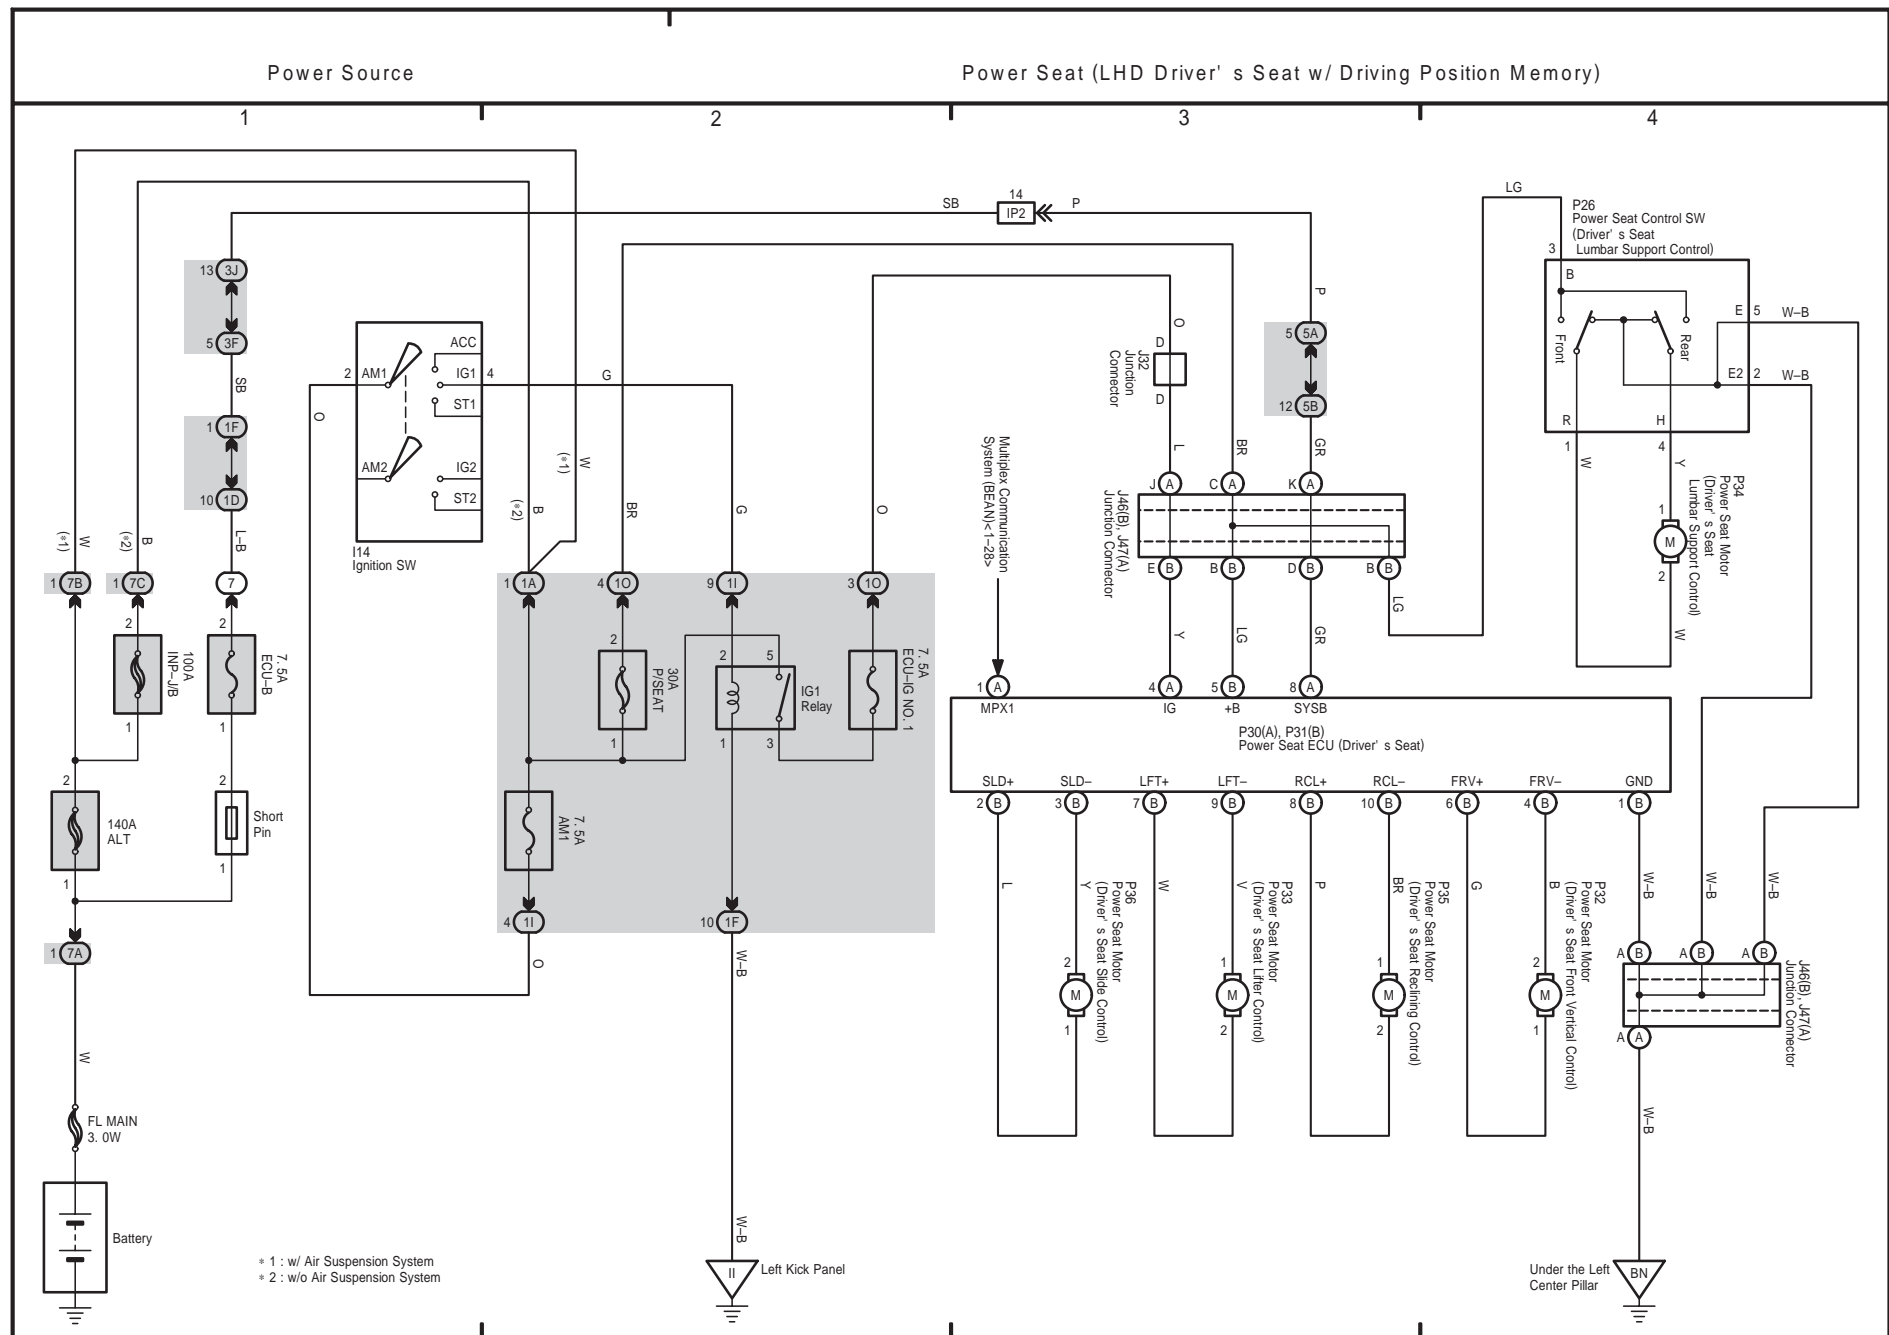 Power Source
Power Seat (LHD Driver' s Seat w/ Driving Position Memory)
1
2
3
4
SB
14
IP2
P
LG
P26
Power Seat Control SW
(Driver' s Seat
Lumbar Support Control)
3
B
E
5
W–B
Front
Rear
E2
2
W–B
R
H
1
4
W
Y
13
3J
5
3F
SB
1
1F
10
1D
L–B
2
AM1
ACC
IG1
4
ST1
AM2
IG2
ST2
I14
Ignition SW
G
O
W
(*1)
B
(*2)
BR
G
O
O
D
J32
Junction
Connector
D
L
BR
P
5
5A
12
5B
GR
Multiplex Communication
System (BEAN)<1–28>
J
A
C
A
K
A
J46(B), J47(A)
Junction Connector
E
B
B
B
D
B
B
B
LG
Y
LG
GR
P34
Power Seat Motor
(Driver' s Seat
Lumbar Support Control)
1
M
2
W
W
(*1)
B
(*2)
1
7B
1
7C
7
2
100A
INP–J/B
1
2
7. 5A
ECU–B
1
2
140A
ALT
1
2
Short
Pin
1
1
7A
W
FL MAIN
3. 0W
Battery
1
1A
4
1O
9
1I
3
1O
2
30A
P/SEAT
1
2
5
IG1
Relay
1
3
7. 5A
ECU–IG NO. 1
7. 5A
AM1
4
1I
10
1F
O
W–B
W–B
II
Left Kick Panel
* 1 : w/ Air Suspension System
* 2 : w/o Air Suspension System
1
A
4
A
5
B
8
A
MPX1
IG
+B
SYSB
P30(A), P31(B)
Power Seat ECU (Driver' s Seat)
SLD+
SLD–
LFT+
LFT–
RCL+
RCL–
FRV+
FRV–
GND
2
B
3
B
7
B
9
B
8
B
10
B
6
B
4
B
1
B
L
Y
P36
Power Seat Motor
(Driver' s Seat Slide Control)
2
M
1
W
V
P33
Power Seat Motor
(Driver' s Seat Lifter Control)
1
M
2
P
BR
P35
Power Seat Motor
(Driver' s Seat Reclining Control)
1
M
2
G
B
P32
Power Seat Motor
(Driver' s Seat Front Vertical Control)
2
M
1
W–B
W–B
W–B
A
B
A
B
A
B
J46(B), J47(A)
Junction Connector
A
A
W–B
Under the Left
Center Pillar
BN